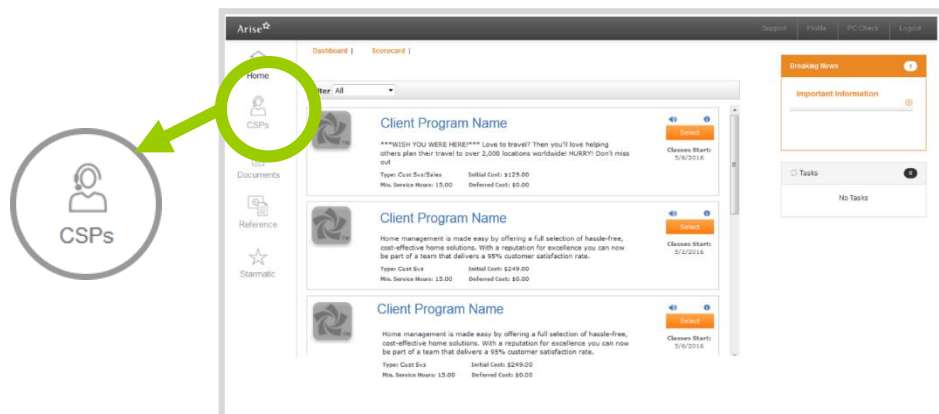 Arise
Support | Profile | PC Check | Logout
Home
CSPs
Documents
Reference
Starmatic
CSPs
Dashboard | Scorecard |
Filter All
Client Program Name
***WISH YOU WERE HERE!*** Love to travel? Then you'll love helping
others plan their travel to over 2,000 locations worldwide! HURRY! Don't miss
out
Type: Cust Svs/Sales Initial Cost: $129.00
Min. Service Hours: 15.00 Deferred Cost: $0.00
Select
Classes Start:
5/6/2016
Client Program Name
Home management is made easy by offering a full selection of hassle-free,
cost-effective home solutions. With a reputation for excellence you can now
be part of a team that delivers a 95% customer satisfaction rate.
Type: Cust Svs Initial Cost: $249.00
Min. Service Hours: 15.00 Deferred Cost: $0.00
Select
Classes Start:
5/2/2016
Client Program Name
Home management is made easy by offering a full selection of hassle-free,
cost-effective home solutions. With a reputation for excellence you can now
be part of a team that delivers a 95% customer satisfaction rate.
Type: Cust Svs Initial Cost: $249.00
Min. Service Hours: 15.00 Deferred Cost: $0.00
Select
Classes Start:
5/6/2016
Breaking News 1
Important Information
Tasks 0
No Tasks